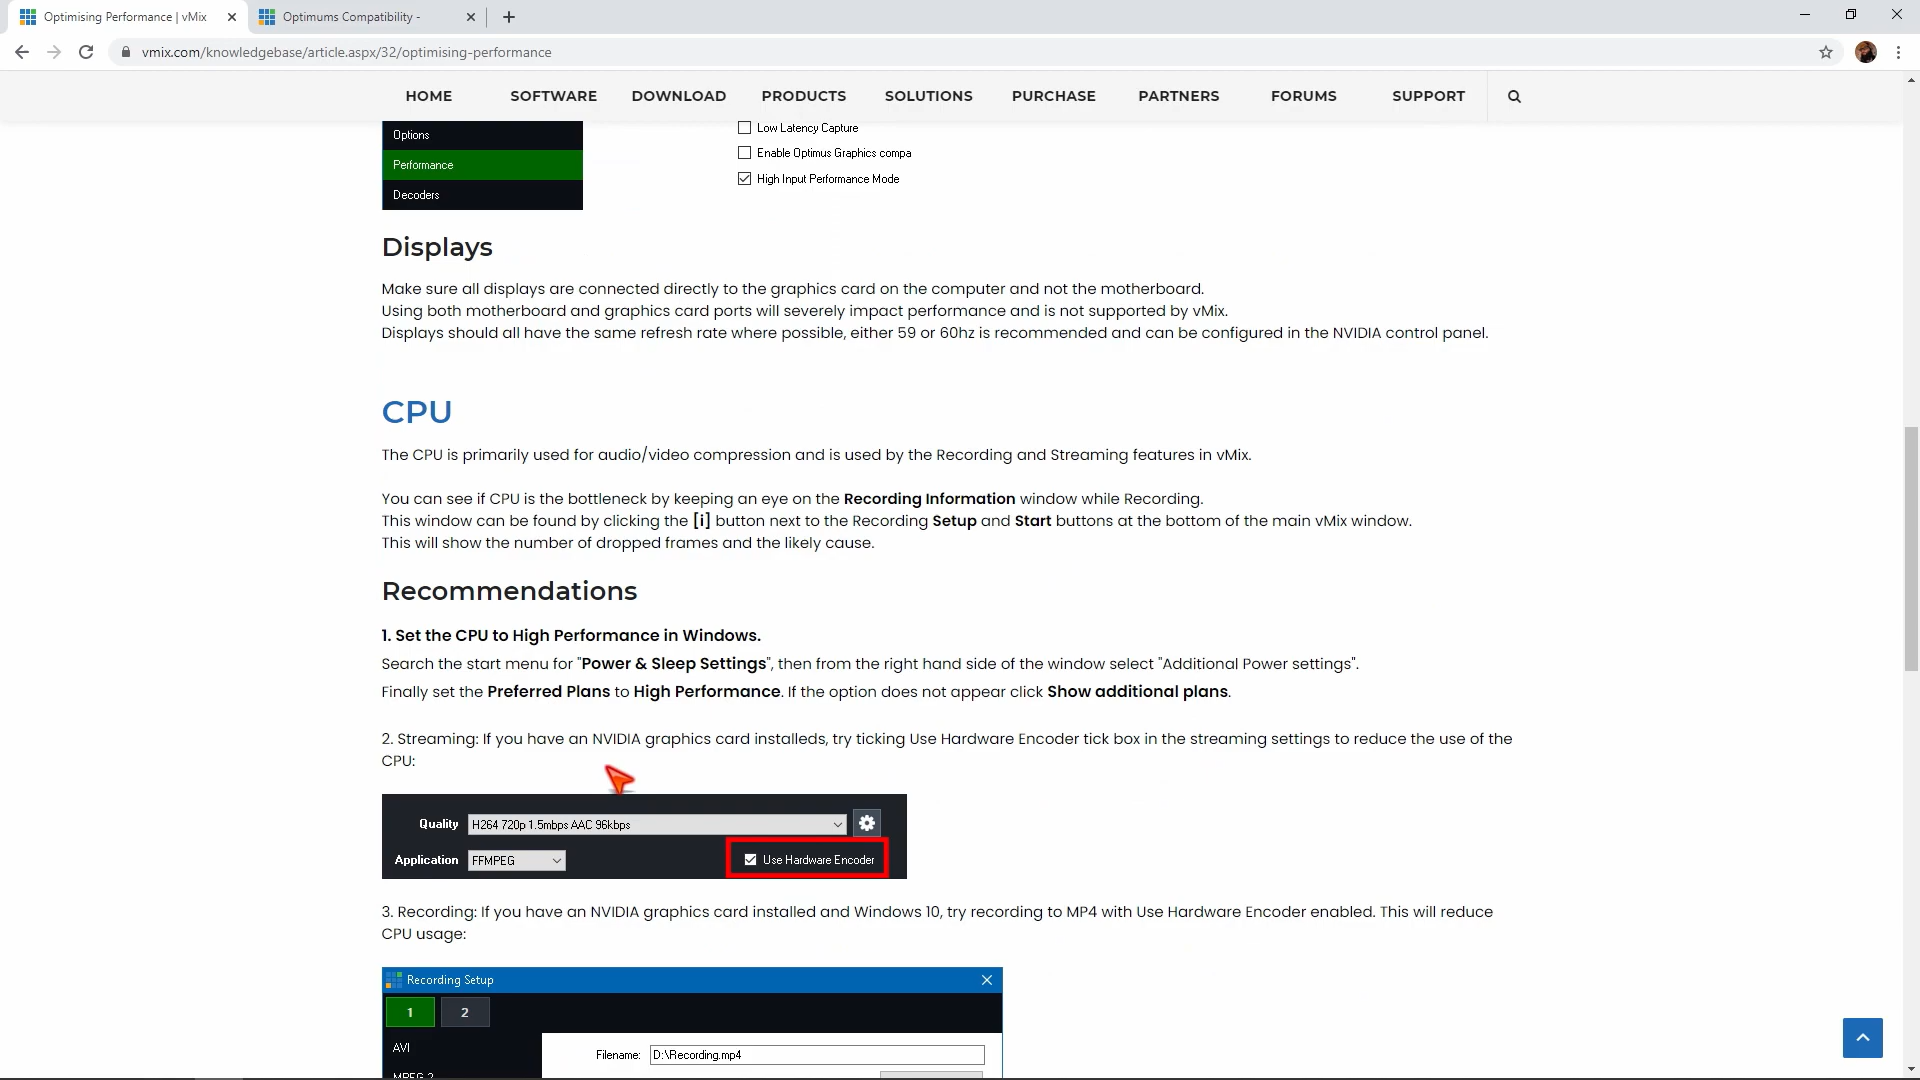 Optimising Performance | vMix
Optimums Compatibility -
vmix.com/knowledgebase/article.aspx/32/optimising-performance
HOME SOFTWARE DOWNLOAD PRODUCTS SOLUTIONS PURCHASE PARTNERS FORUMS SUPPORT
Options
Performance
Decoders
Low Latency Capture
Enable Optimus Graphics compa
High Input Performance Mode
Displays
Make sure all displays are connected directly to the graphics card on the computer and not the motherboard.
Using both motherboard and graphics card ports will severely impact performance and is not supported by vMix.
Displays should all have the same refresh rate where possible, either 59 or 60hz is recommended and can be configured in the NVIDIA control panel.
CPU
The CPU is primarily used for audio/video compression and is used by the Recording and Streaming features in vMix.
You can see if CPU is the bottleneck by keeping an eye on the Recording Information window while Recording.
This window can be found by clicking the [i] button next to the Recording Setup and Start buttons at the bottom of the main vMix window.
This will show the number of dropped frames and the likely cause.
Recommendations
1. Set the CPU to High Performance in Windows.
Search the start menu for "Power & Sleep Settings", then from the right hand side of the window select "Additional Power settings".
Finally set the Preferred Plans to High Performance. If the option does not appear click Show additional plans.
2. Streaming: If you have an NVIDIA graphics card installeds, try ticking Use Hardware Encoder tick box in the streaming settings to reduce the use of the
CPU:
Quality H264 720p 1.5mbps AAC 96kbps
Application FFMPEG Use Hardware Encoder
3. Recording: If you have an NVIDIA graphics card installed and Windows 10, try recording to MP4 with Use Hardware Encoder enabled. This will reduce
CPU usage:
Recording Setup
1 2
AVI
Filename: D:\Recording.mp4
MPEG 2